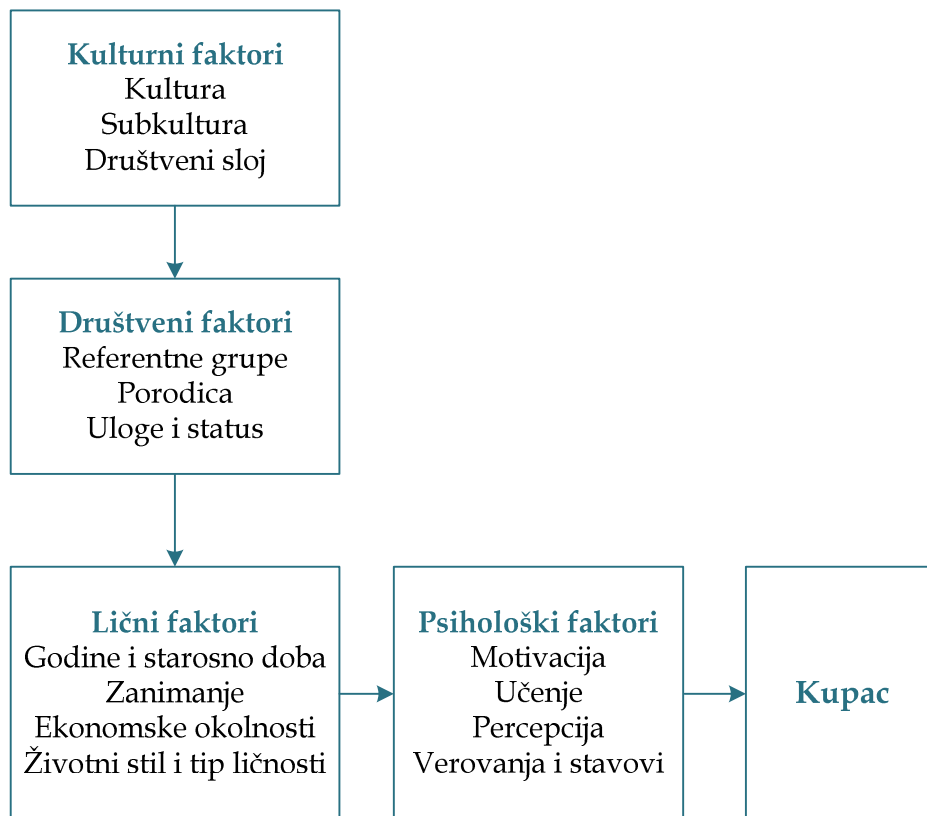 Kulturni faktori
Kultura
Subkultura
Društveni sloj
Društveni faktori
Referentne grupe
Porodica
Uloge i status
Lični faktori
Godine i starosno doba
Zanimanje
Ekonomske okolnosti
Životni stil i tip ličnosti
Psihološki faktori
Motivacija
Učenje
Percepcija
Verovanja i stavovi
Kupac